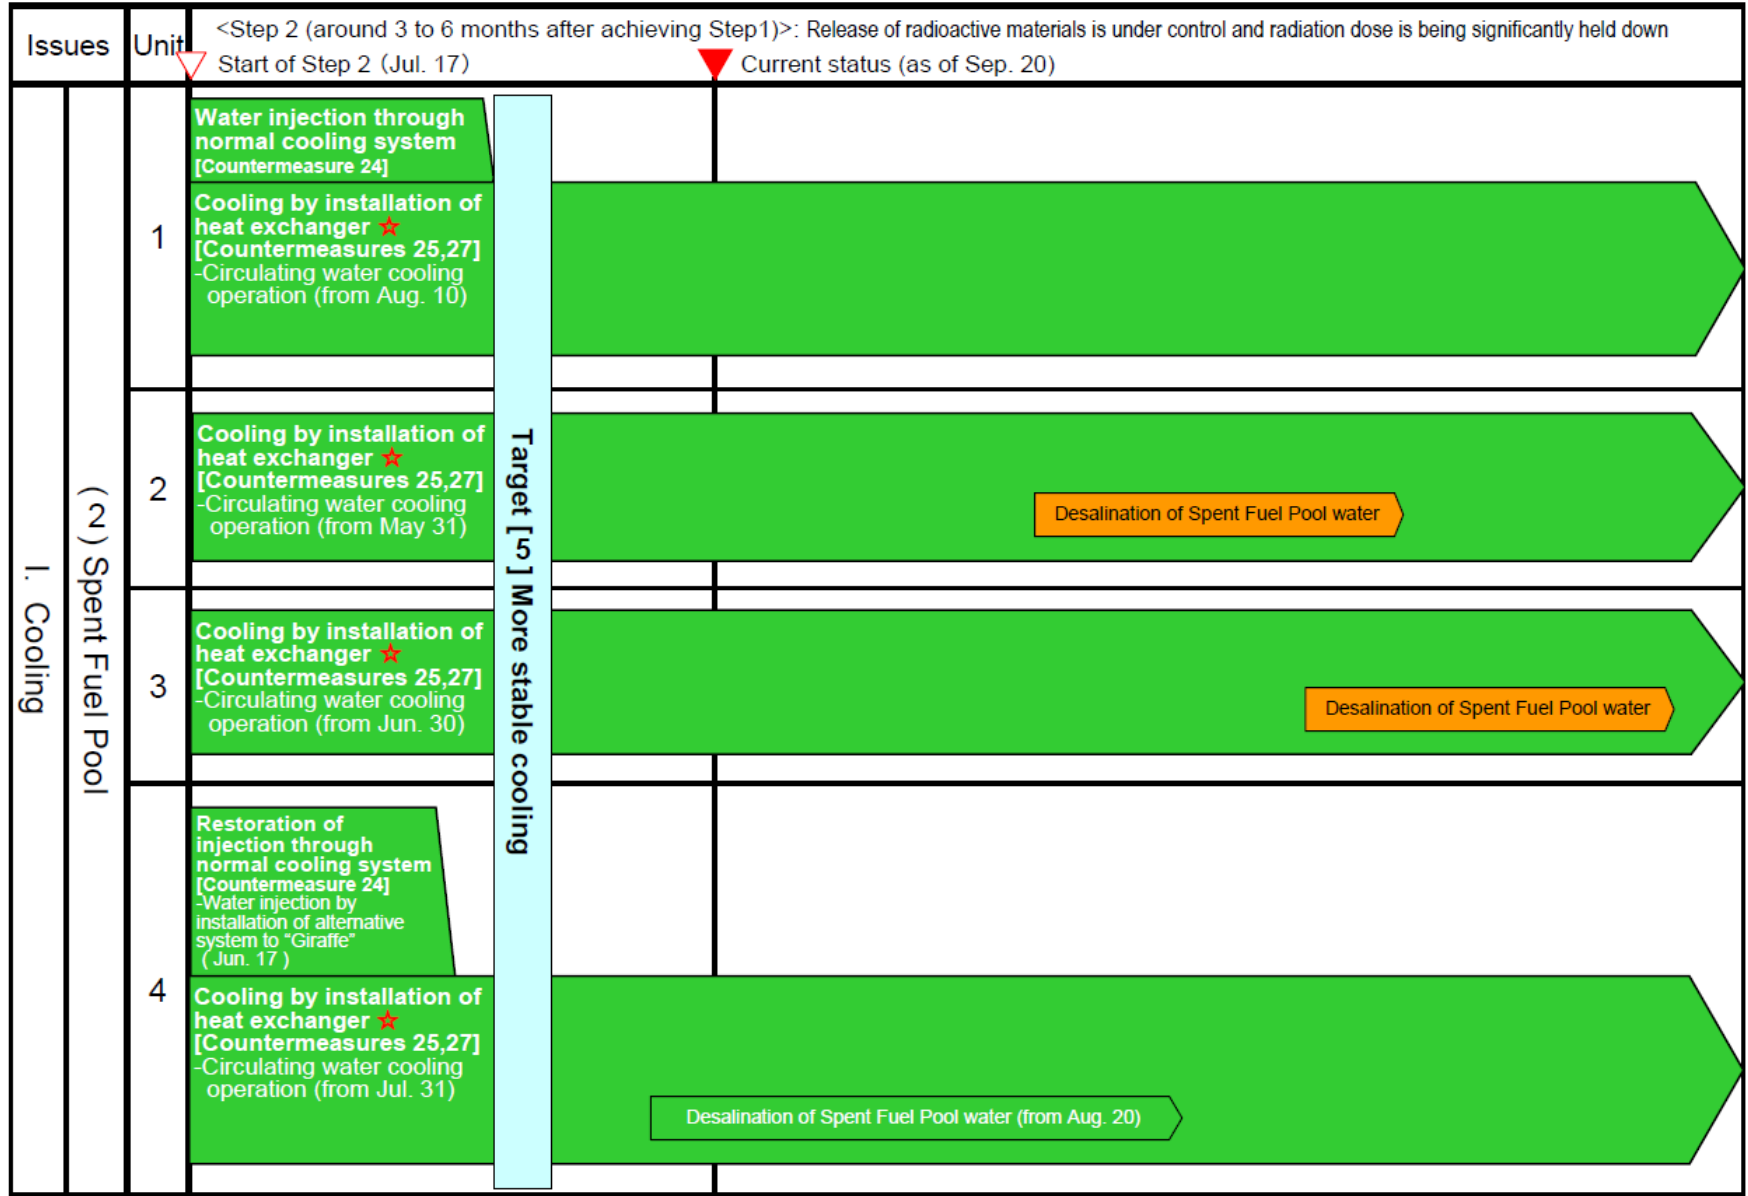 Issues
Unit
<Step 2 (around 3 to 6 months after achieving Step1)>: Release of radioactive materials is under control and radiation dose is being significantly held down
Start of Step 2 (Jul. 17)
Current status (as of Sep. 20)
I. Cooling
(2) Spent Fuel Pool
1
Water injection through
normal cooling system
[Countermeasure 24]
Cooling by installation of
heat exchanger ☆
[Countermeasures 25,27]
-Circulating water cooling
operation (from Aug. 10)
Target [5] More stable cooling
2
Cooling by installation of
heat exchanger ☆
[Countermeasures 25,27]
-Circulating water cooling
operation (from May 31)
Desalination of Spent Fuel Pool water
3
Cooling by installation of
heat exchanger ☆
[Countermeasures 25,27]
-Circulating water cooling
operation (from Jun. 30)
Desalination of Spent Fuel Pool water
4
Restoration of
injection through
normal cooling system
[Countermeasure 24]
-Water injection by
installation of alternative
system to “Giraffe”
( Jun. 17 )
Cooling by installation of
heat exchanger ☆
[Countermeasures 25,27]
-Circulating water cooling
operation (from Jul. 31)
Desalination of Spent Fuel Pool water (from Aug. 20)